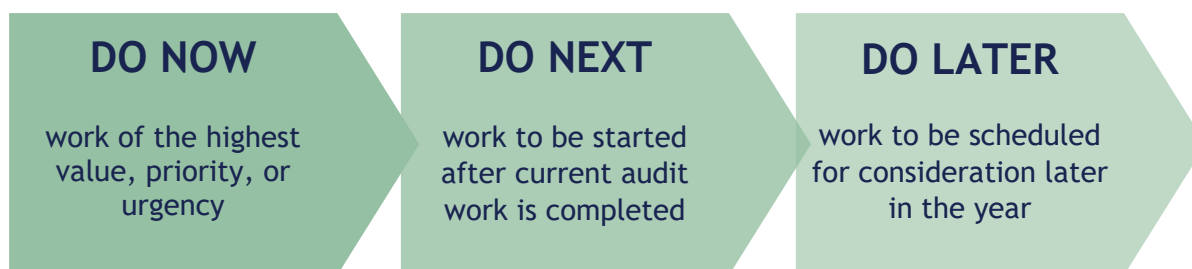 DO NOW
work of the highest
value, priority, or
urgency
DO NEXT
work to be started
after current audit
work is completed
DO LATER
work to be scheduled
for consideration later
in the year